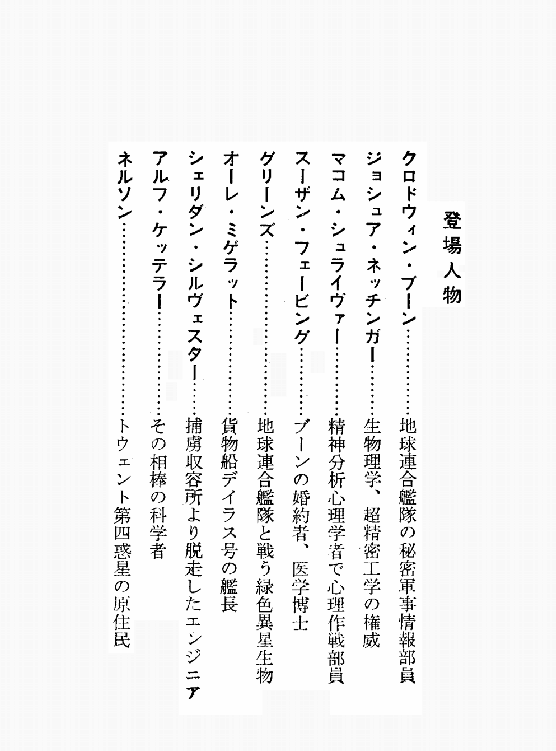 登場人物
クロドウィン・ブーン……………地球連合艦隊の秘密軍事情報部員
ジョシュア・ネッチンガー………生物理学、超精密工学の権威
マコム・シュライヴァー…………精神分析心理学者で心理作戦部員
スーザン・フェービング…………ブーンの婚約者、医学博士
グリーンズ…………………………地球連合艦隊と戦う緑色異星生物
オーレ・ミゲラット………………貨物船デイラス号の艦長
シェリダン・シルヴェスター……捕虜収容所より脱走したエンジニア
アルフ・ケッテラー………………その相棒の科学者
ネルソン……………………………トウェント第四惑星の原住民